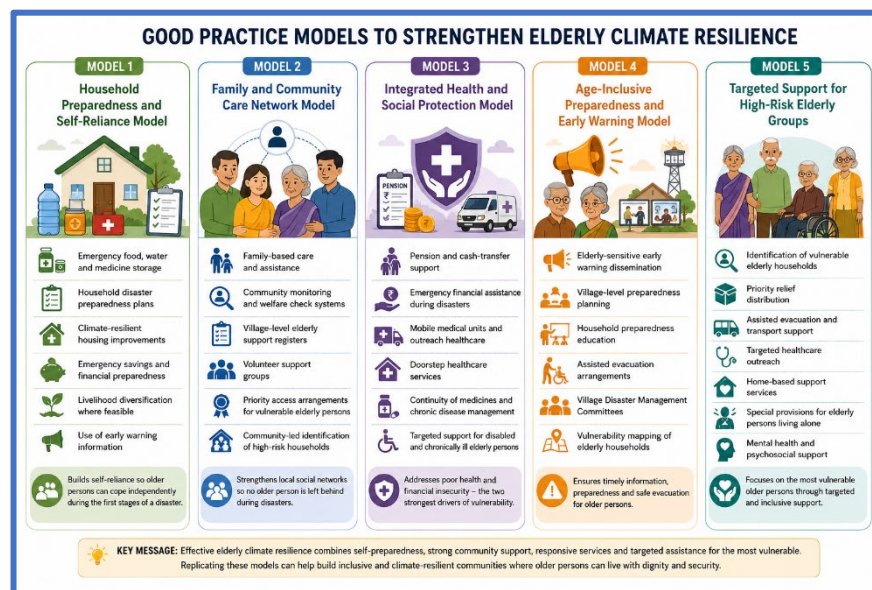 GOOD PRACTICE MODELS TO STRENGTHEN ELDERLY CLIMATE RESILIENCE
MODEL 1
Household
Preparedness and
Self-Reliance Model
Emergency food, water
and medicine storage
Household disaster
preparedness plans
Climate-resilient
housing improvements
Emergency savings and
financial preparedness
Livelihood diversification
where feasible
Use of early warning
information
Builds self-reliance so older
persons can cope independently
during the first stages of a disaster.
MODEL 2
Family and Community
Care Network Model
Family-based care
and assistance
Community monitoring
and welfare check systems
Village-level elderly
support registers
Volunteer support
groups
Priority access arrangements
for vulnerable elderly persons
Community-led identification
of high-risk households
Strengthens local social networks
so no older person is left behind
during disasters.
MODEL 3
Integrated Health and
Social Protection Model
PENSION
₹
Pension and cash-transfer
support
₹
Emergency financial assistance
during disasters
Mobile medical units and
outreach healthcare
Doorstep healthcare
services
Continuity of medicines and
chronic disease management
Targeted support for disabled
and chronically ill elderly persons
Addresses poor health and
financial insecurity – the two
strongest drivers of vulnerability.
MODEL 4
Age-Inclusive
Preparedness and
Early Warning Model
Elderly-sensitive early
warning dissemination
Village-level preparedness
planning
Household preparedness
education
Assisted evacuation
arrangements
Village Disaster Management
Committees
Vulnerability mapping of
elderly households
Ensures timely information,
preparedness and safe evacuation
for older persons.
MODEL 5
Targeted Support for
High-Risk Elderly
Groups
Identification of vulnerable
elderly households
Priority relief
distribution
Assisted evacuation and
transport support
Targeted healthcare
outreach
Home-based support
services
Special provisions for elderly
persons living alone
Mental health and
psychosocial support
Focuses on the most vulnerable
older persons through targeted
and inclusive support.
KEY MESSAGE: Effective elderly climate resilience combines self-preparedness, strong community support, responsive services and targeted assistance for the most vulnerable.
Replicating these models can help build inclusive and climate-resilient communities where older persons can live with dignity and security.